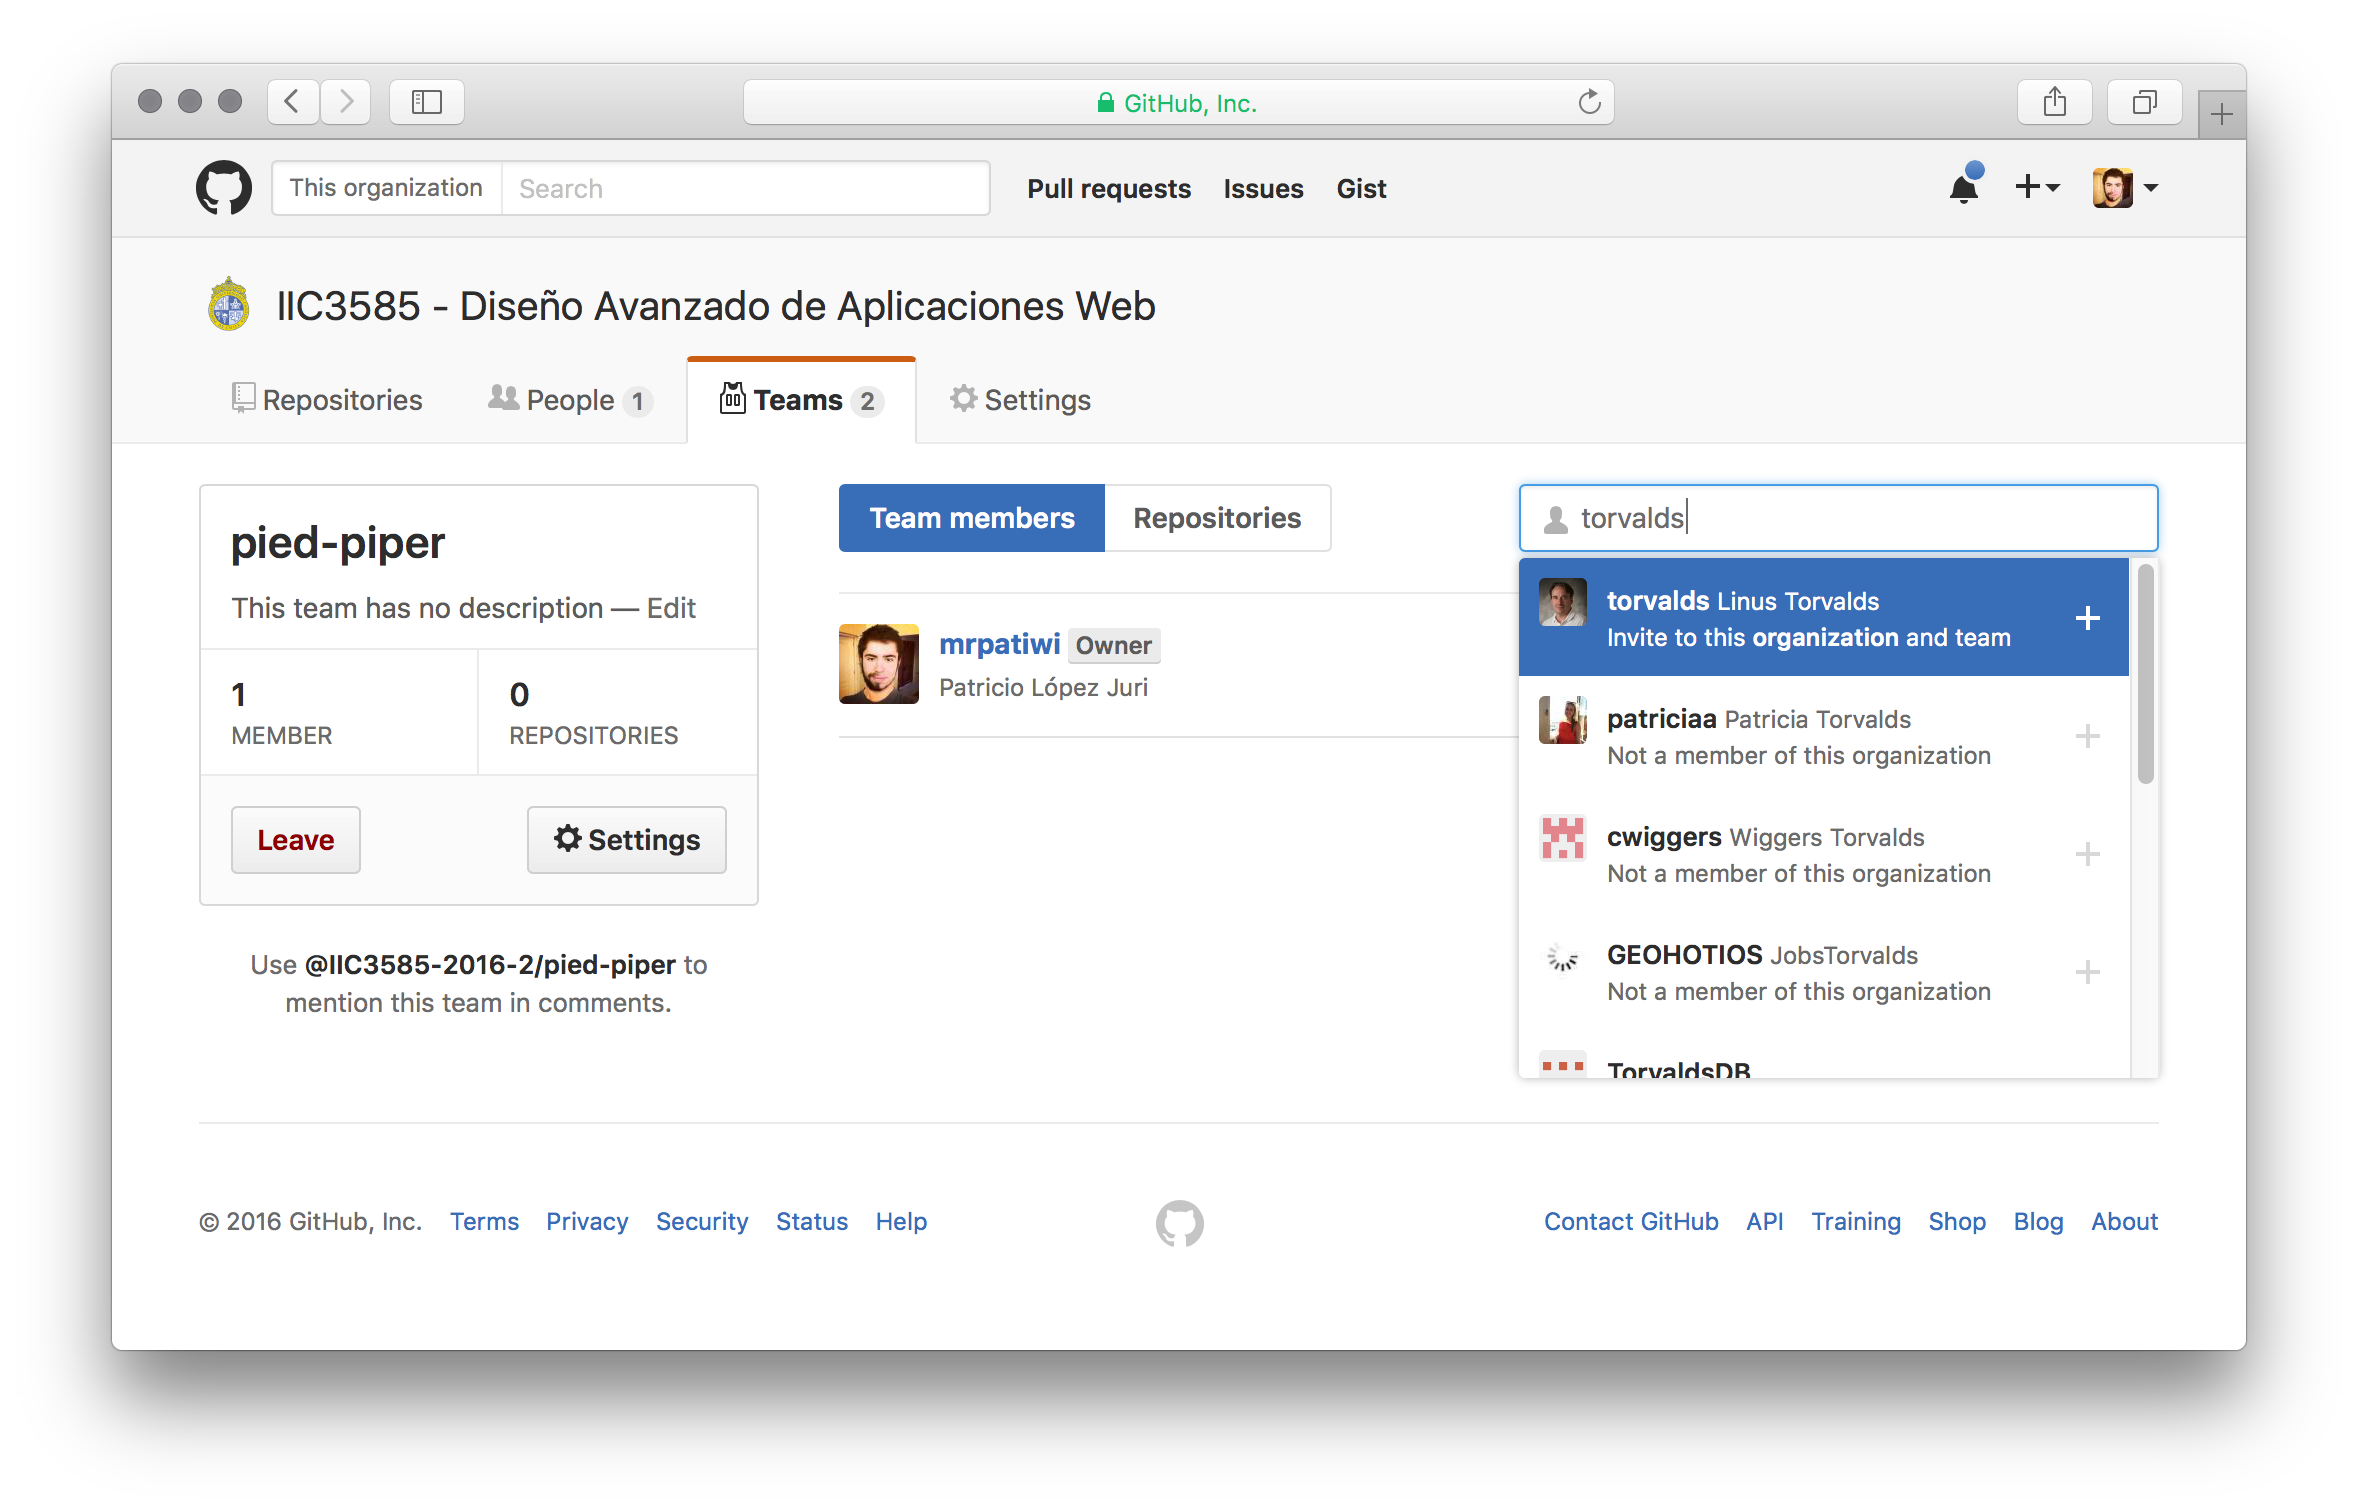 GitHub, Inc.
This organization Search Pull requests Issues Gist
IIC3585 - Diseño Avanzado de Aplicaciones Web
Repositories People 1 Teams 2 Settings
pied-piper
This team has no description — Edit
1 MEMBER
0 REPOSITORIES
Leave Settings
Use @IIC3585-2016-2/pied-piper to
mention this team in comments.
Team members Repositories
mrpatiwi Owner
Patricio López Juri
torvalds
torvalds Linus Torvalds
Invite to this organization and team
patriciaa Patricia Torvalds
Not a member of this organization
cwiggers Wiggers Torvalds
Not a member of this organization
GEOHOTIOS JobsTorvalds
Not a member of this organization
TorvaldsDB
© 2016 GitHub, Inc. Terms Privacy Security Status Help
Contact GitHub API Training Shop Blog About